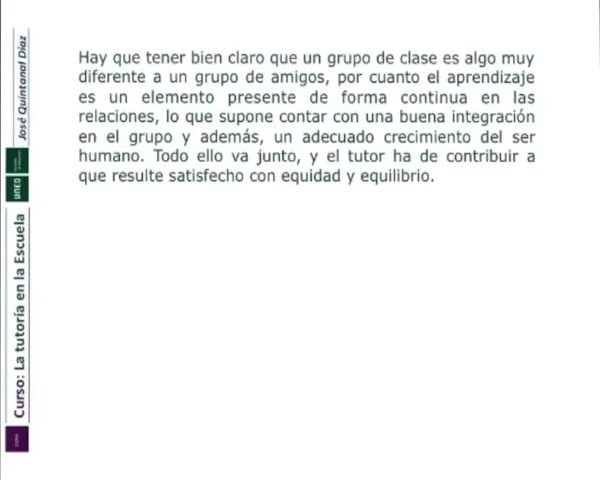 Hay que tener bien claro que un grupo de clase es algo muy
diferente a un grupo de amigos, por cuanto el aprendizaje
es un elemento presente de forma continua en las
relaciones, lo que supone contar con una buena integración
en el grupo y además, un adecuado crecimiento del ser
humano. Todo ello va junto, y el tutor ha de contribuir a
que resulte satisfecho con equidad y equilibrio.
José Quintanal Díaz
UNED
Curso: La tutoría en la Escuela